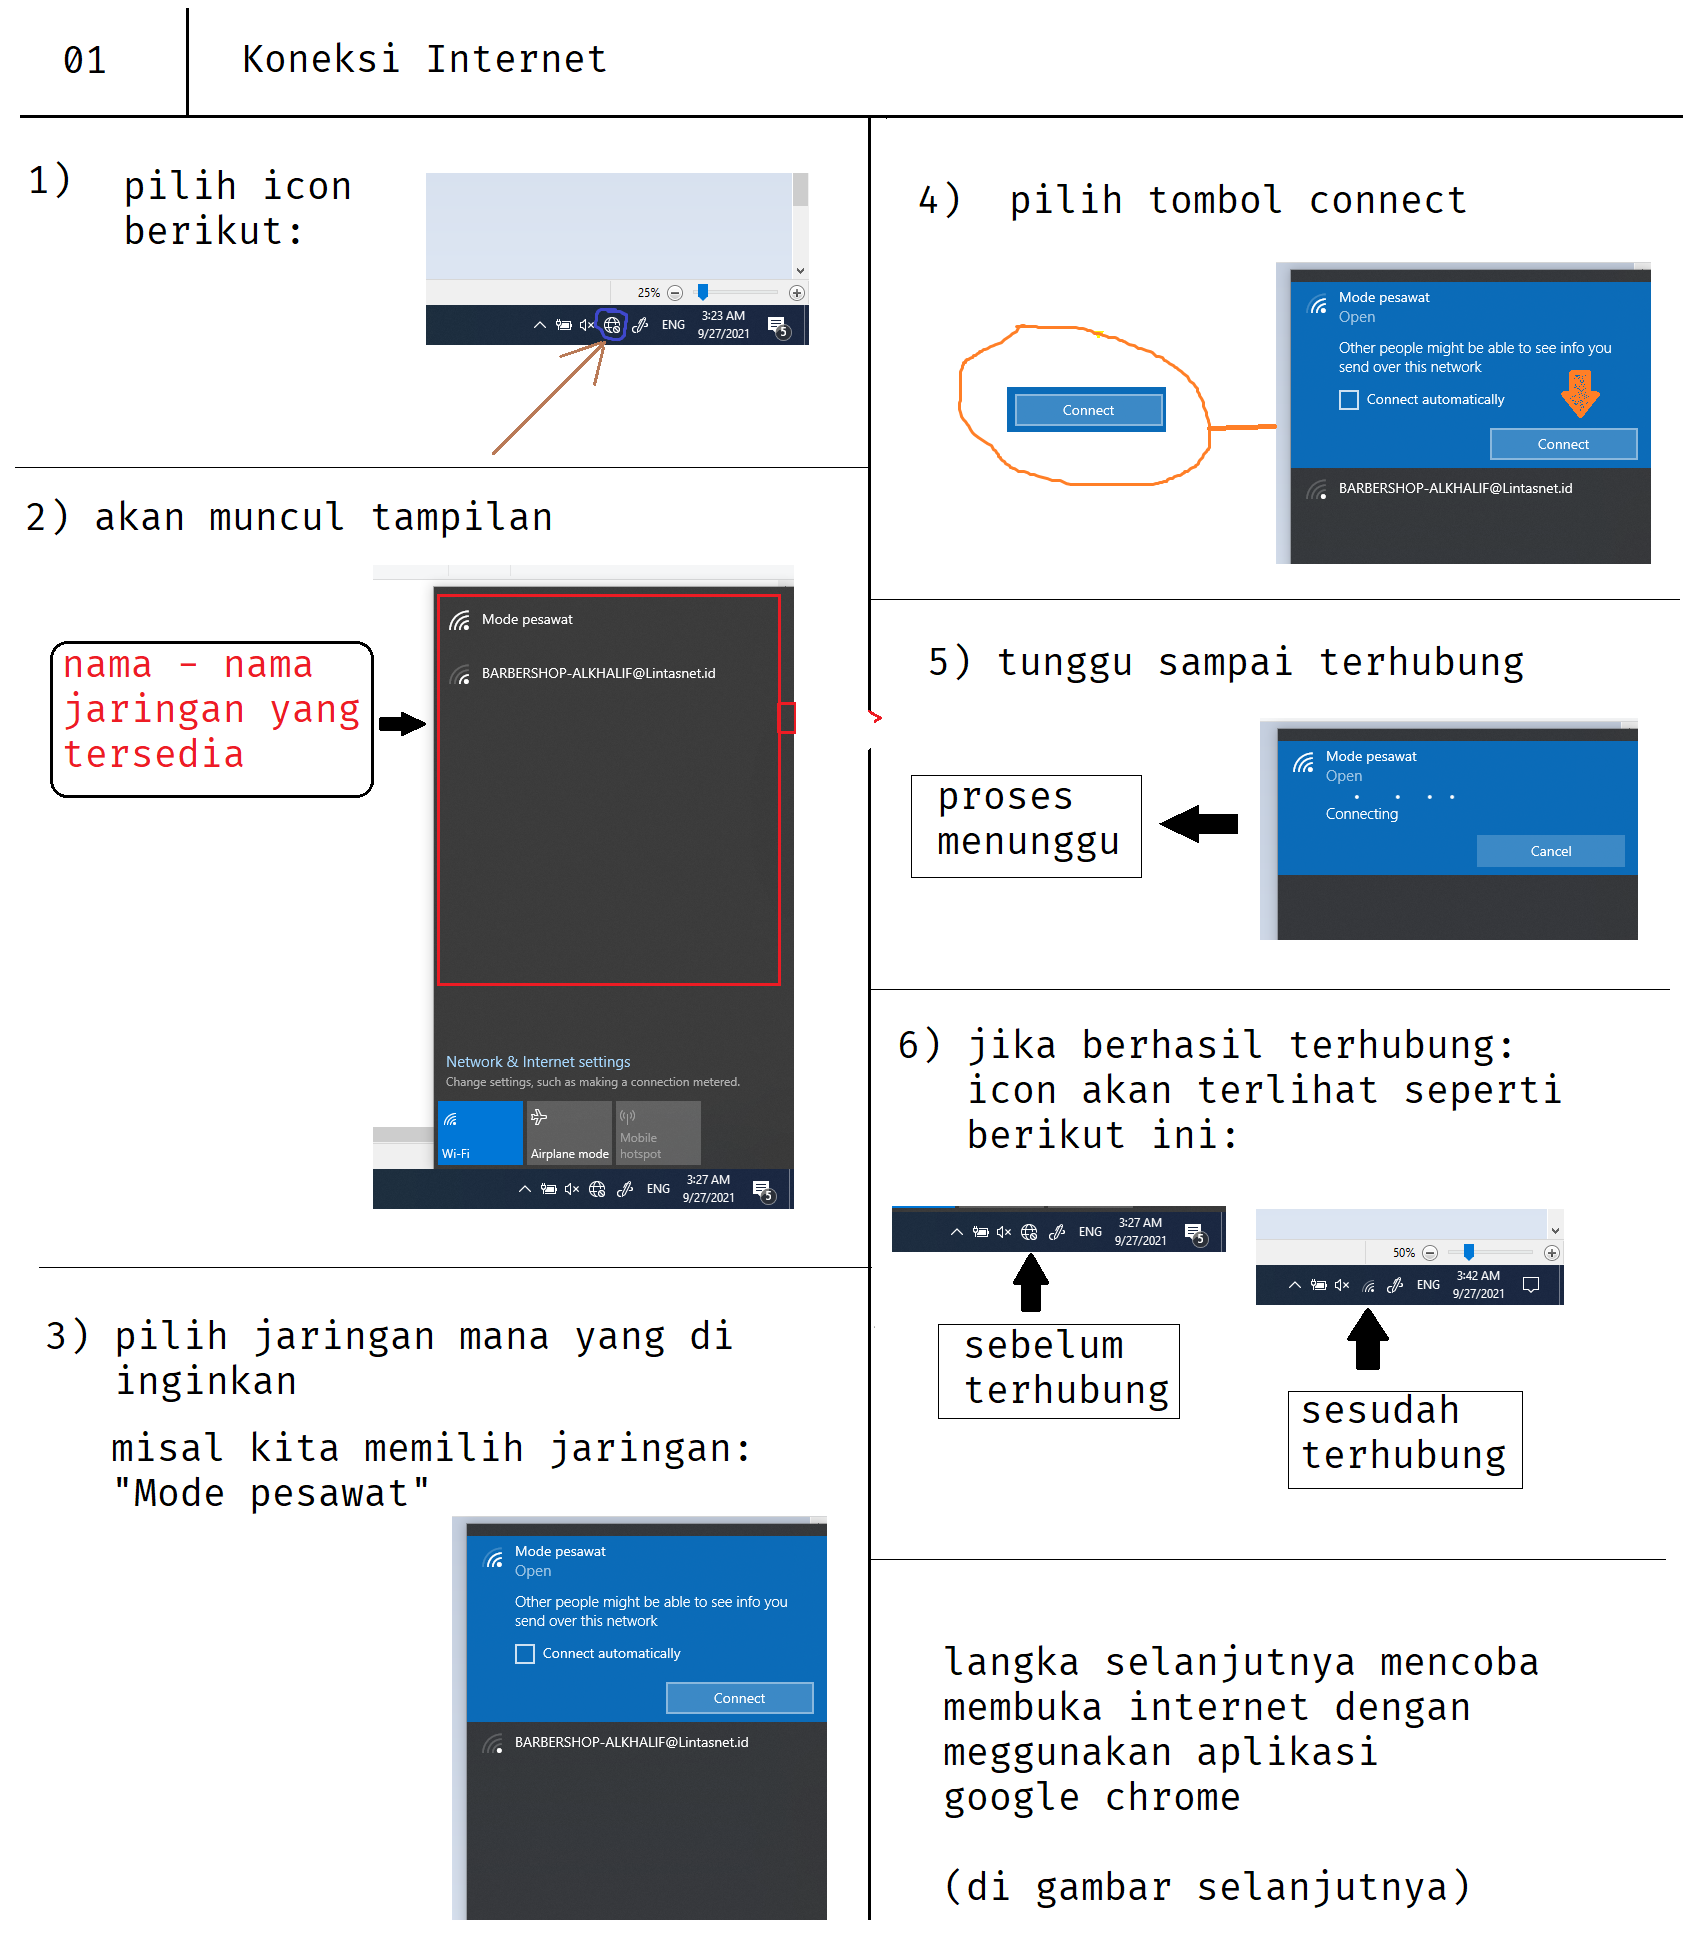 01
Koneksi Internet
1)
pilih icon
berikut:
25%
ENG
3:23 AM
9/27/2021
5
2) akan muncul tampilan
nama - nama
jaringan yang
tersedia
Mode pesawat
BARBERSHOP-ALKHALIF@Lintasnet.id
Network & Internet settings
Change settings, such as making a connection metered.
Wi-Fi
Airplane mode
Mobile
hotspot
ENG
3:27 AM
9/27/2021
5
3) pilih jaringan mana yang di
inginkan
misal kita memilih jaringan:
"Mode pesawat"
Mode pesawat
Open
Other people might be able to see info you
send over this network
Connect automatically
Connect
BARBERSHOP-ALKHALIF@Lintasnet.id
4) pilih tombol connect
Connect
Mode pesawat
Open
Other people might be able to see info you
send over this network
Connect automatically
Connect
BARBERSHOP-ALKHALIF@Lintasnet.id
5) tunggu sampai terhubung
proses
menunggu
Mode pesawat
Open
Connecting
Cancel
6) jika berhasil terhubung:
icon akan terlihat seperti
berikut ini:
ENG
3:27 AM
9/27/2021
5
sebelum
terhubung
50%
ENG
3:42 AM
9/27/2021
sesudah
terhubung
langka selanjutnya mencoba
membuka internet dengan
meggunakan aplikasi
google chrome
(di gambar selanjutnya)